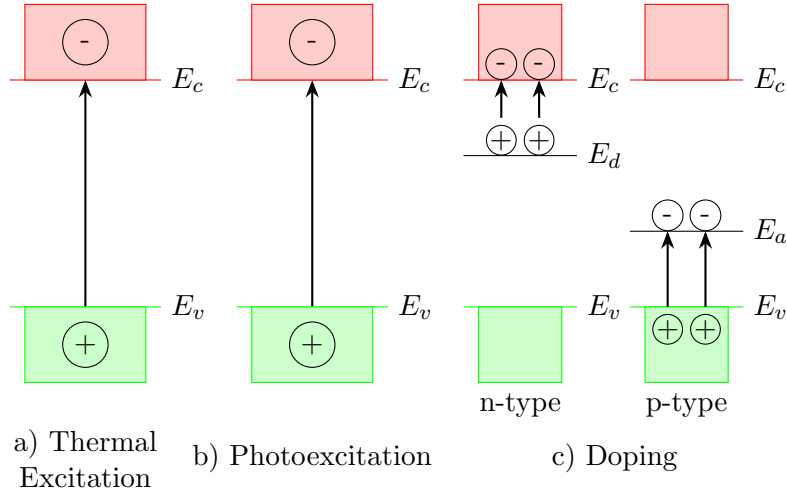 - - - - -
E_c E_c E_c E_c
+ +
E_d
- -
E_a
E_v E_v E_v E_v
+ + + +
n-type p-type
a) Thermal
Excitation
b) Photoexcitation
c) Doping